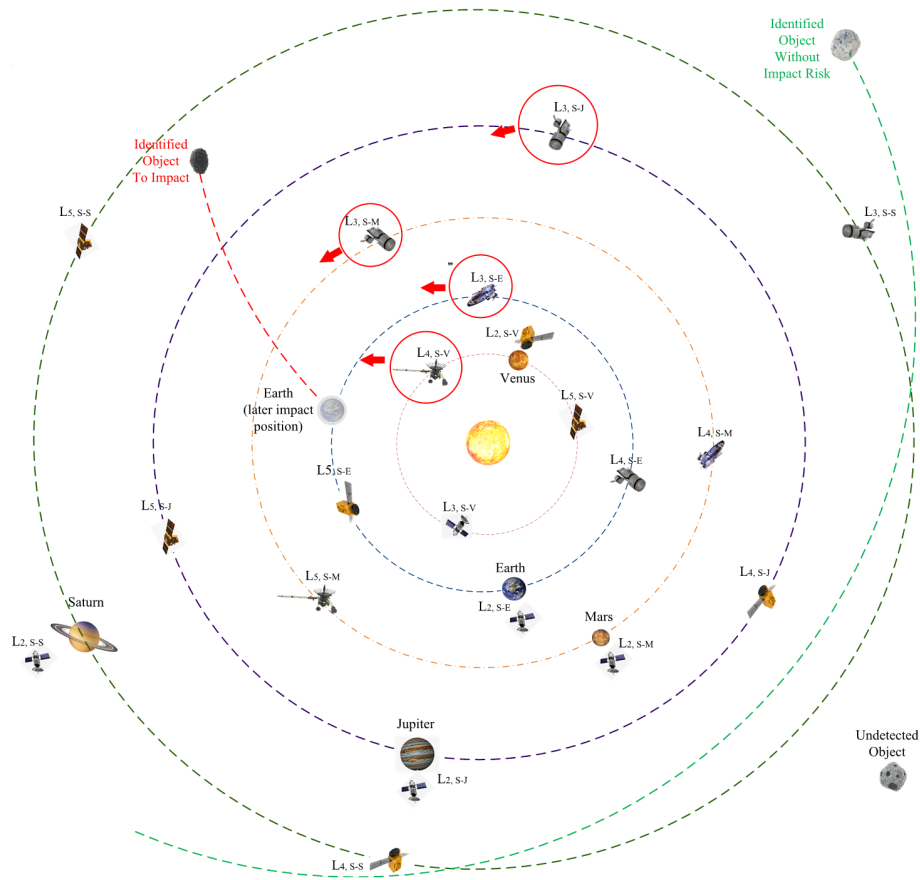 Identified
Object
Without
Impact Risk
L3, S-J
Identified
Object
To Impact
L5, S-S
L3, S-M
L3, S-S
L3, S-E
L2, S-V
L4, S-V
Venus
Earth
(later impact
position)
L5, S-V
L4, S-M
L4, S-E
L5, S-E
L3, S-V
L5, S-J
Earth
L5, S-M
L4, S-J
Saturn
L2, S-E
Mars
L2, S-S
L2, S-M
Jupiter
Undetected
Object
L2, S-J
L4, S-S